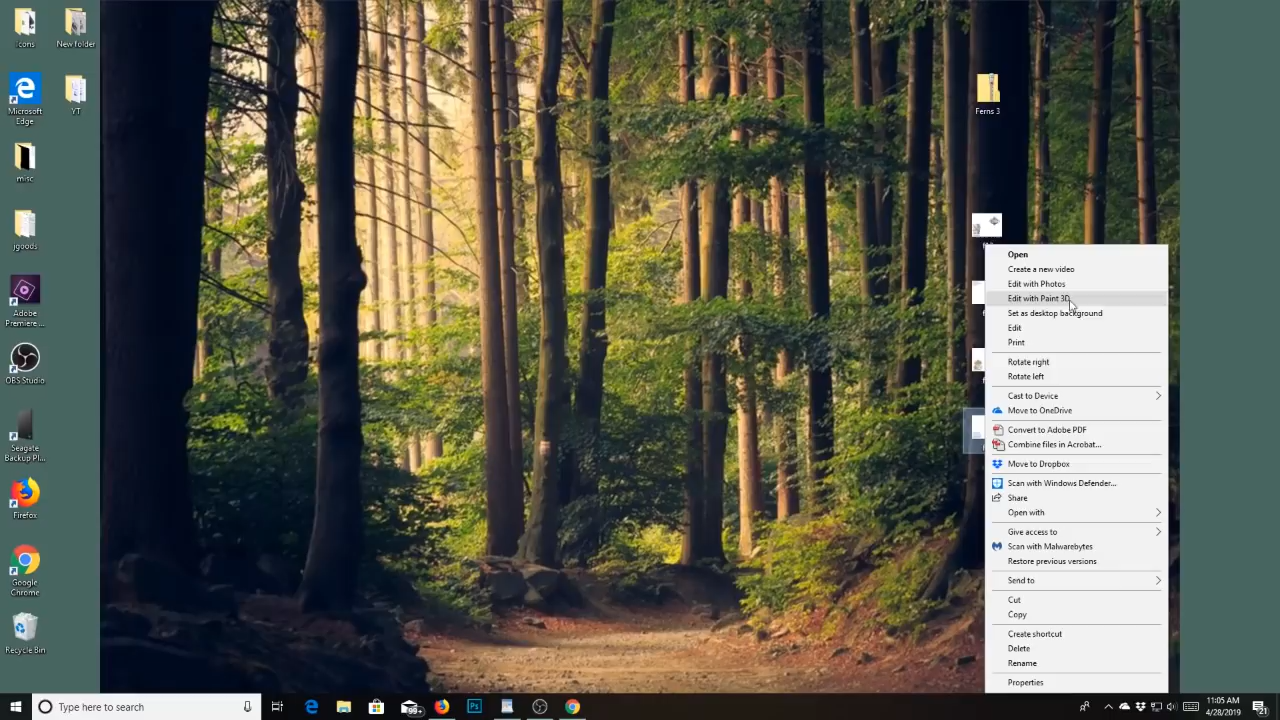 Icons
New folder
Microsoft
Edge
YT
misc
jgoods
Adobe
Premiere ...
OBS Studio
Seagate
Backup Pl...
Firefox
Google
Chrome
Recycle Bin
Ferns 3
Open
Create a new video
Edit with Photos
Edit with Paint 3D
Set as desktop background
Edit
Print
Rotate right
Rotate left
Cast to Device
Move to OneDrive
Convert to Adobe PDF
Combine files in Acrobat...
Move to Dropbox
Scan with Windows Defender...
Share
Open with
Give access to
Scan with Malwarebytes
Restore previous versions
Send to
Cut
Copy
Create shortcut
Delete
Rename
Properties
Type here to search
99+
Ps
11:05 AM
4/28/2019
21